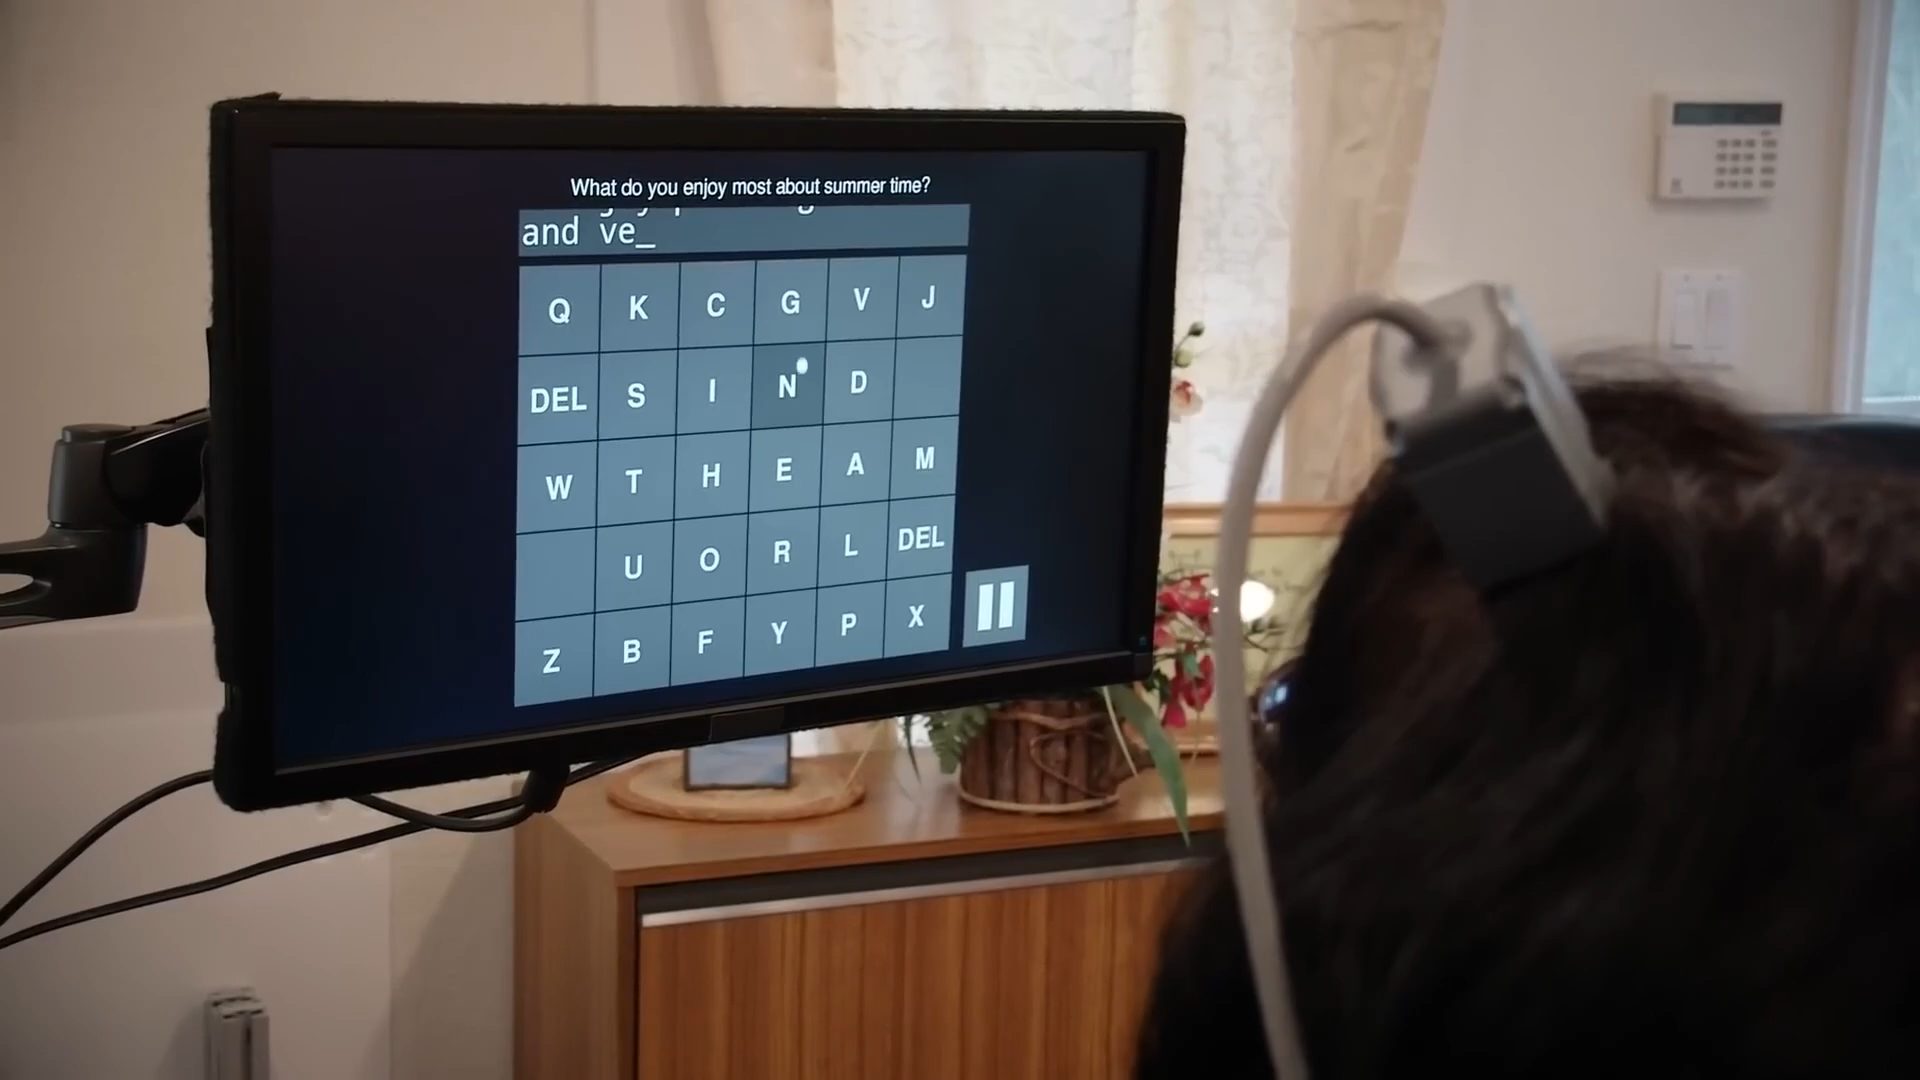 What do you enjoy most about summer time?
and ve_
Q K C G V J
DEL S I N D
W T H E A M
U O R L DEL
Z B F Y P X